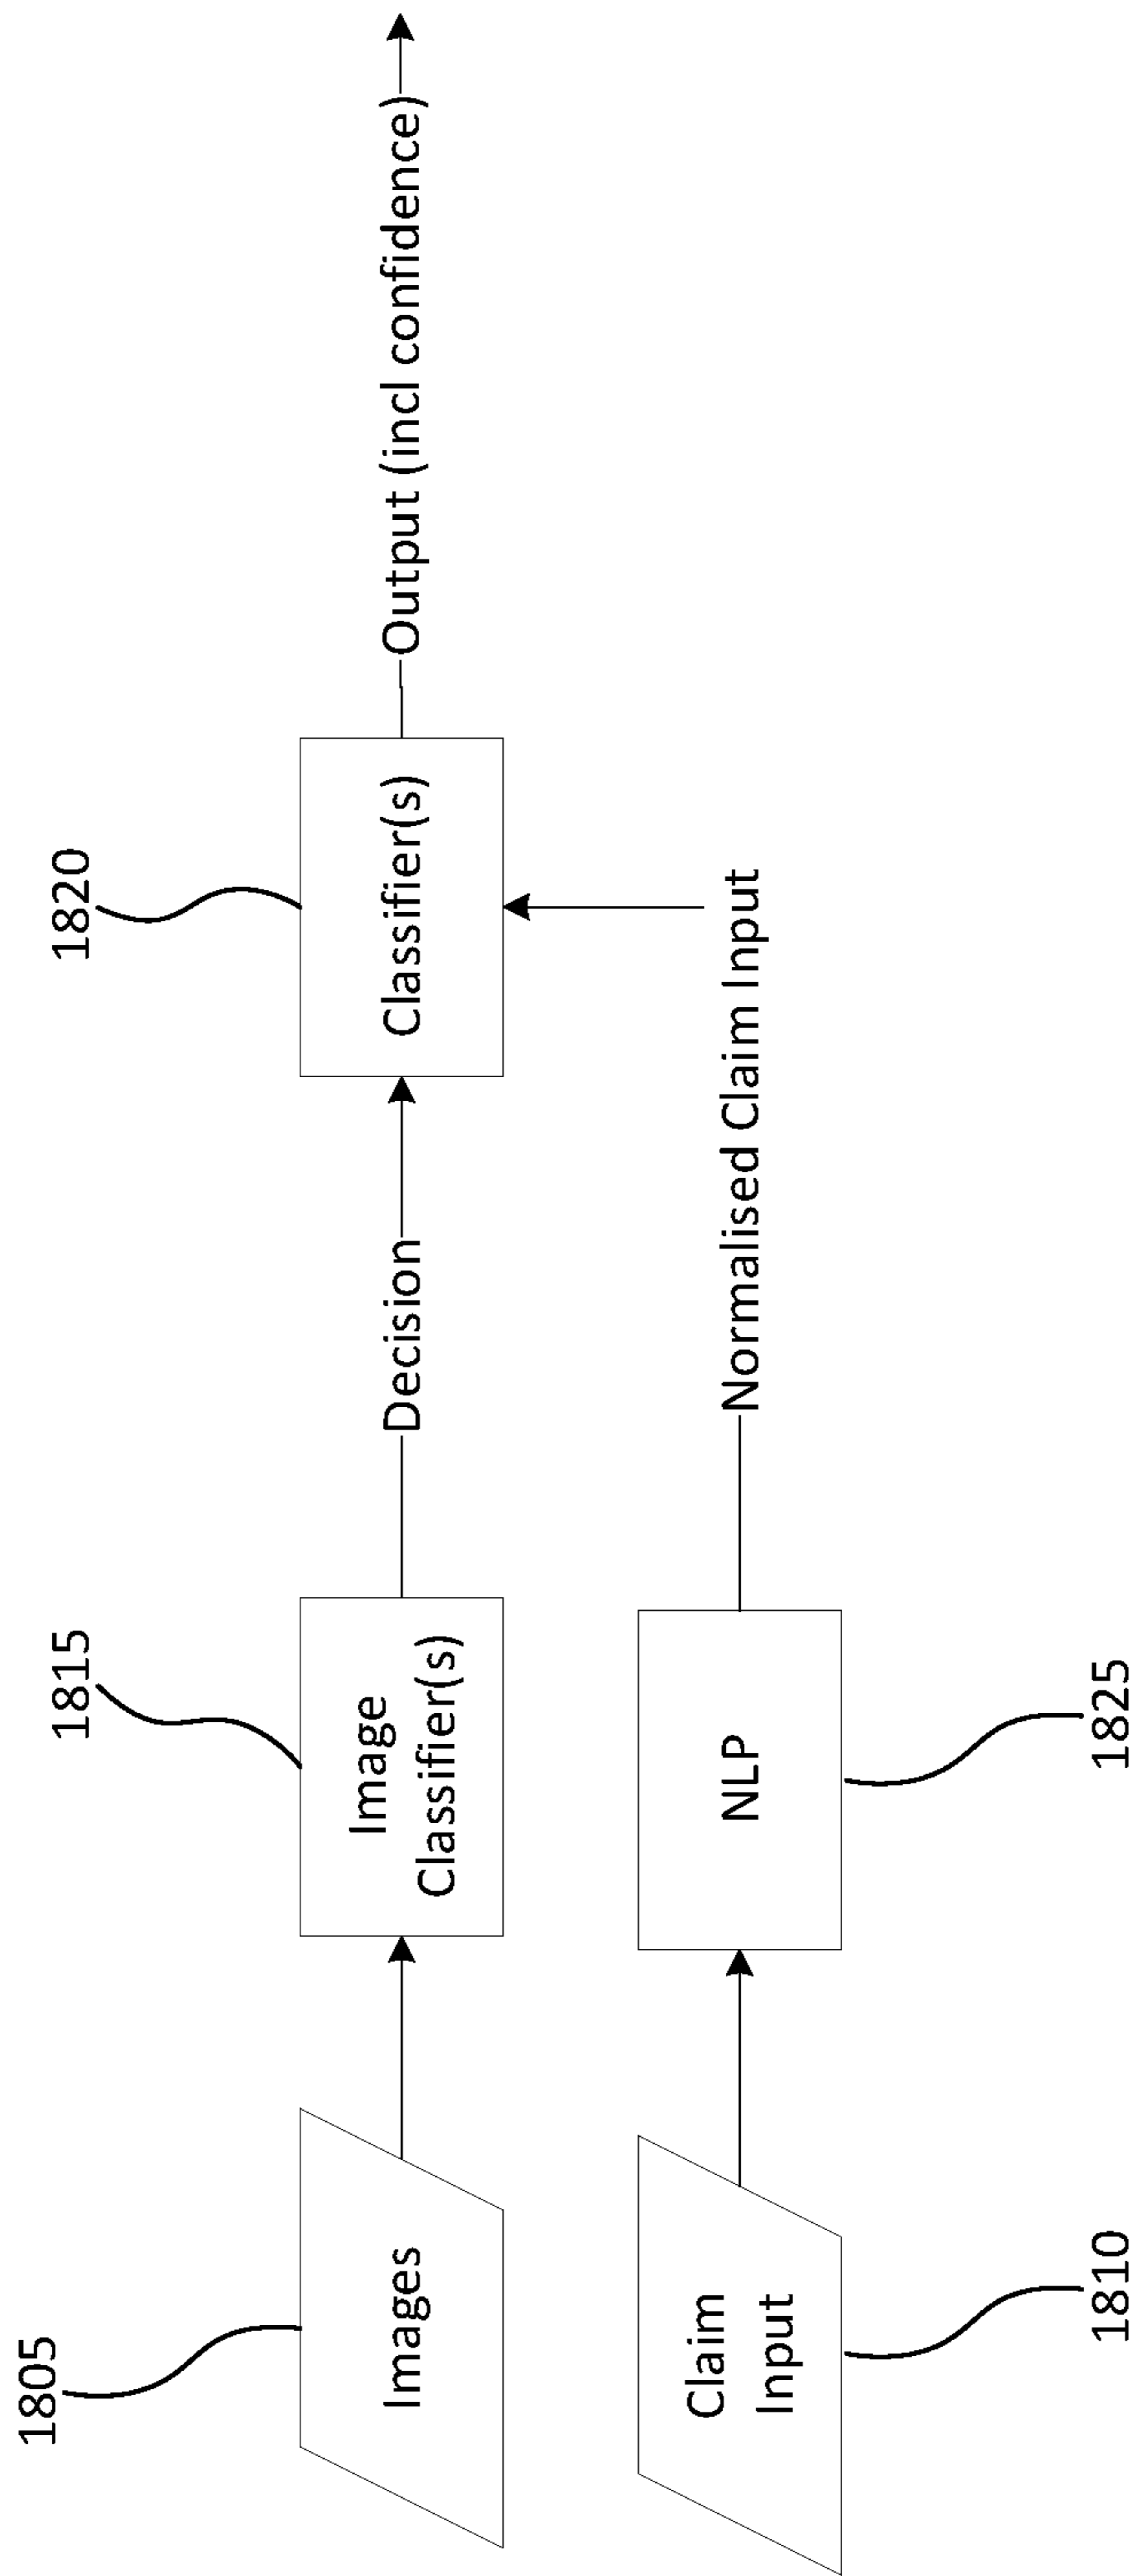 1805
1815
1820
Images
Image
Classifier(s)
Decision
Classifier(s)
Output (incl confidence)
Claim
Input
NLP
Normalised Claim Input
1810
1825